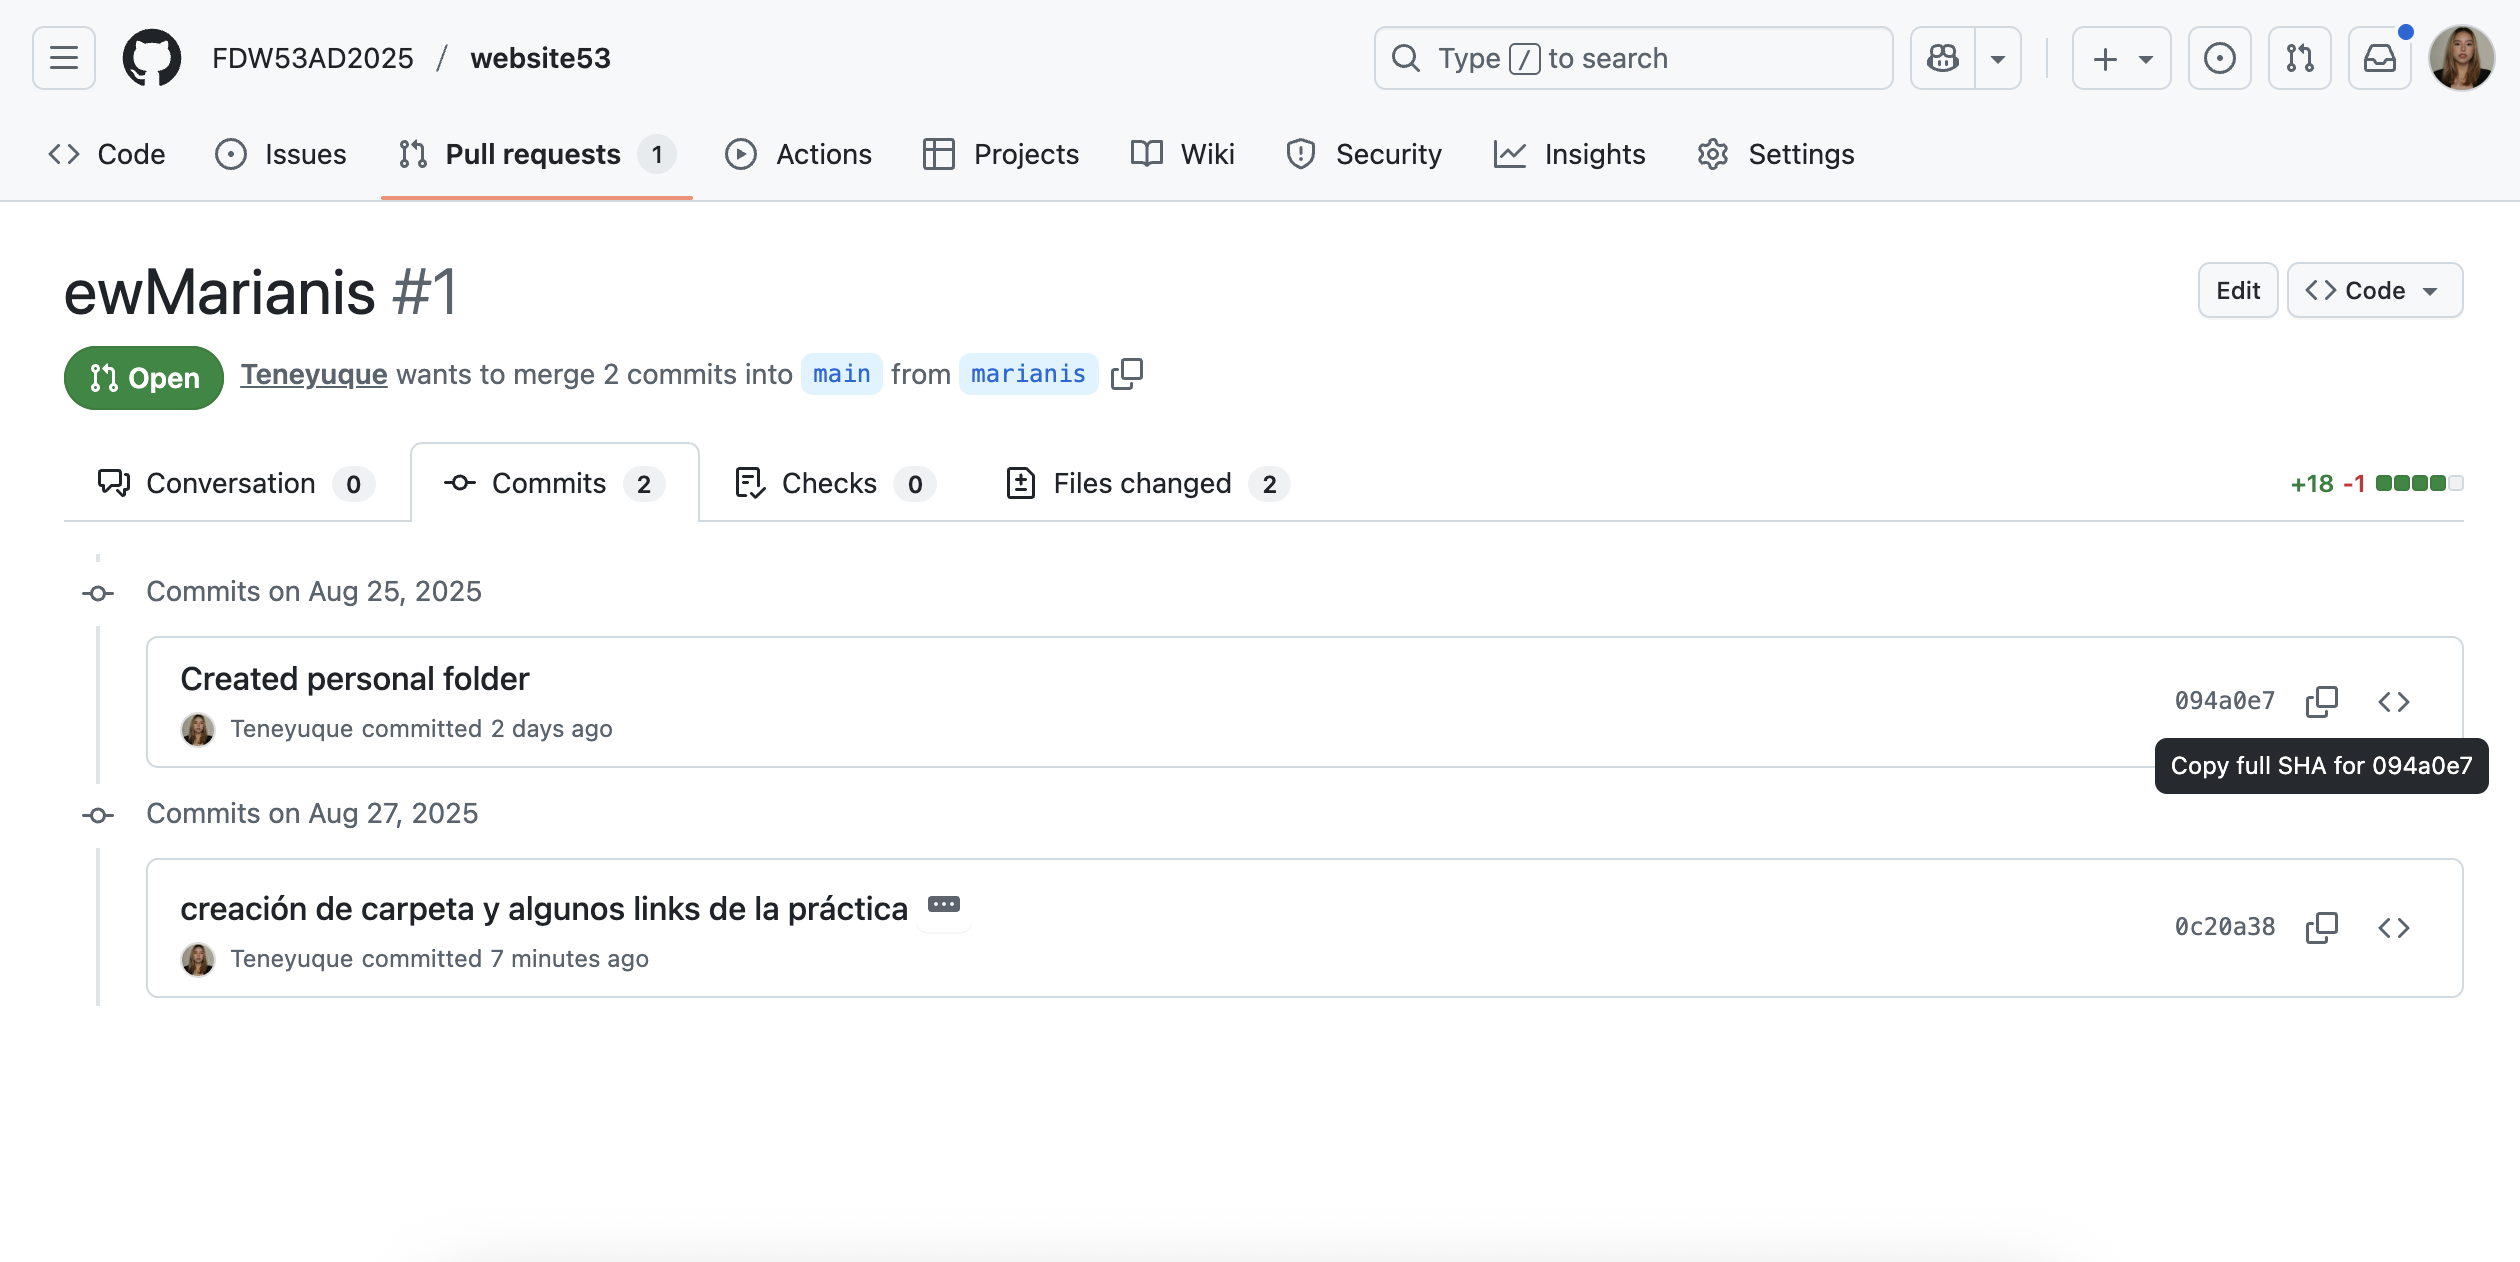 FDW53AD2025 / website53
Type / to search
Code Issues Pull requests 1 Actions Projects Wiki Security Insights Settings
ewMarianis #1
Edit Code
Open Teneyuque wants to merge 2 commits into main from marianis
Conversation 0 Commits 2 Checks 0 Files changed 2 +18 -1
Commits on Aug 25, 2025
Created personal folder
094a0e7
Teneyuque committed 2 days ago
Copy full SHA for 094a0e7
Commits on Aug 27, 2025
creación de carpeta y algunos links de la práctica
0c20a38
Teneyuque committed 7 minutes ago